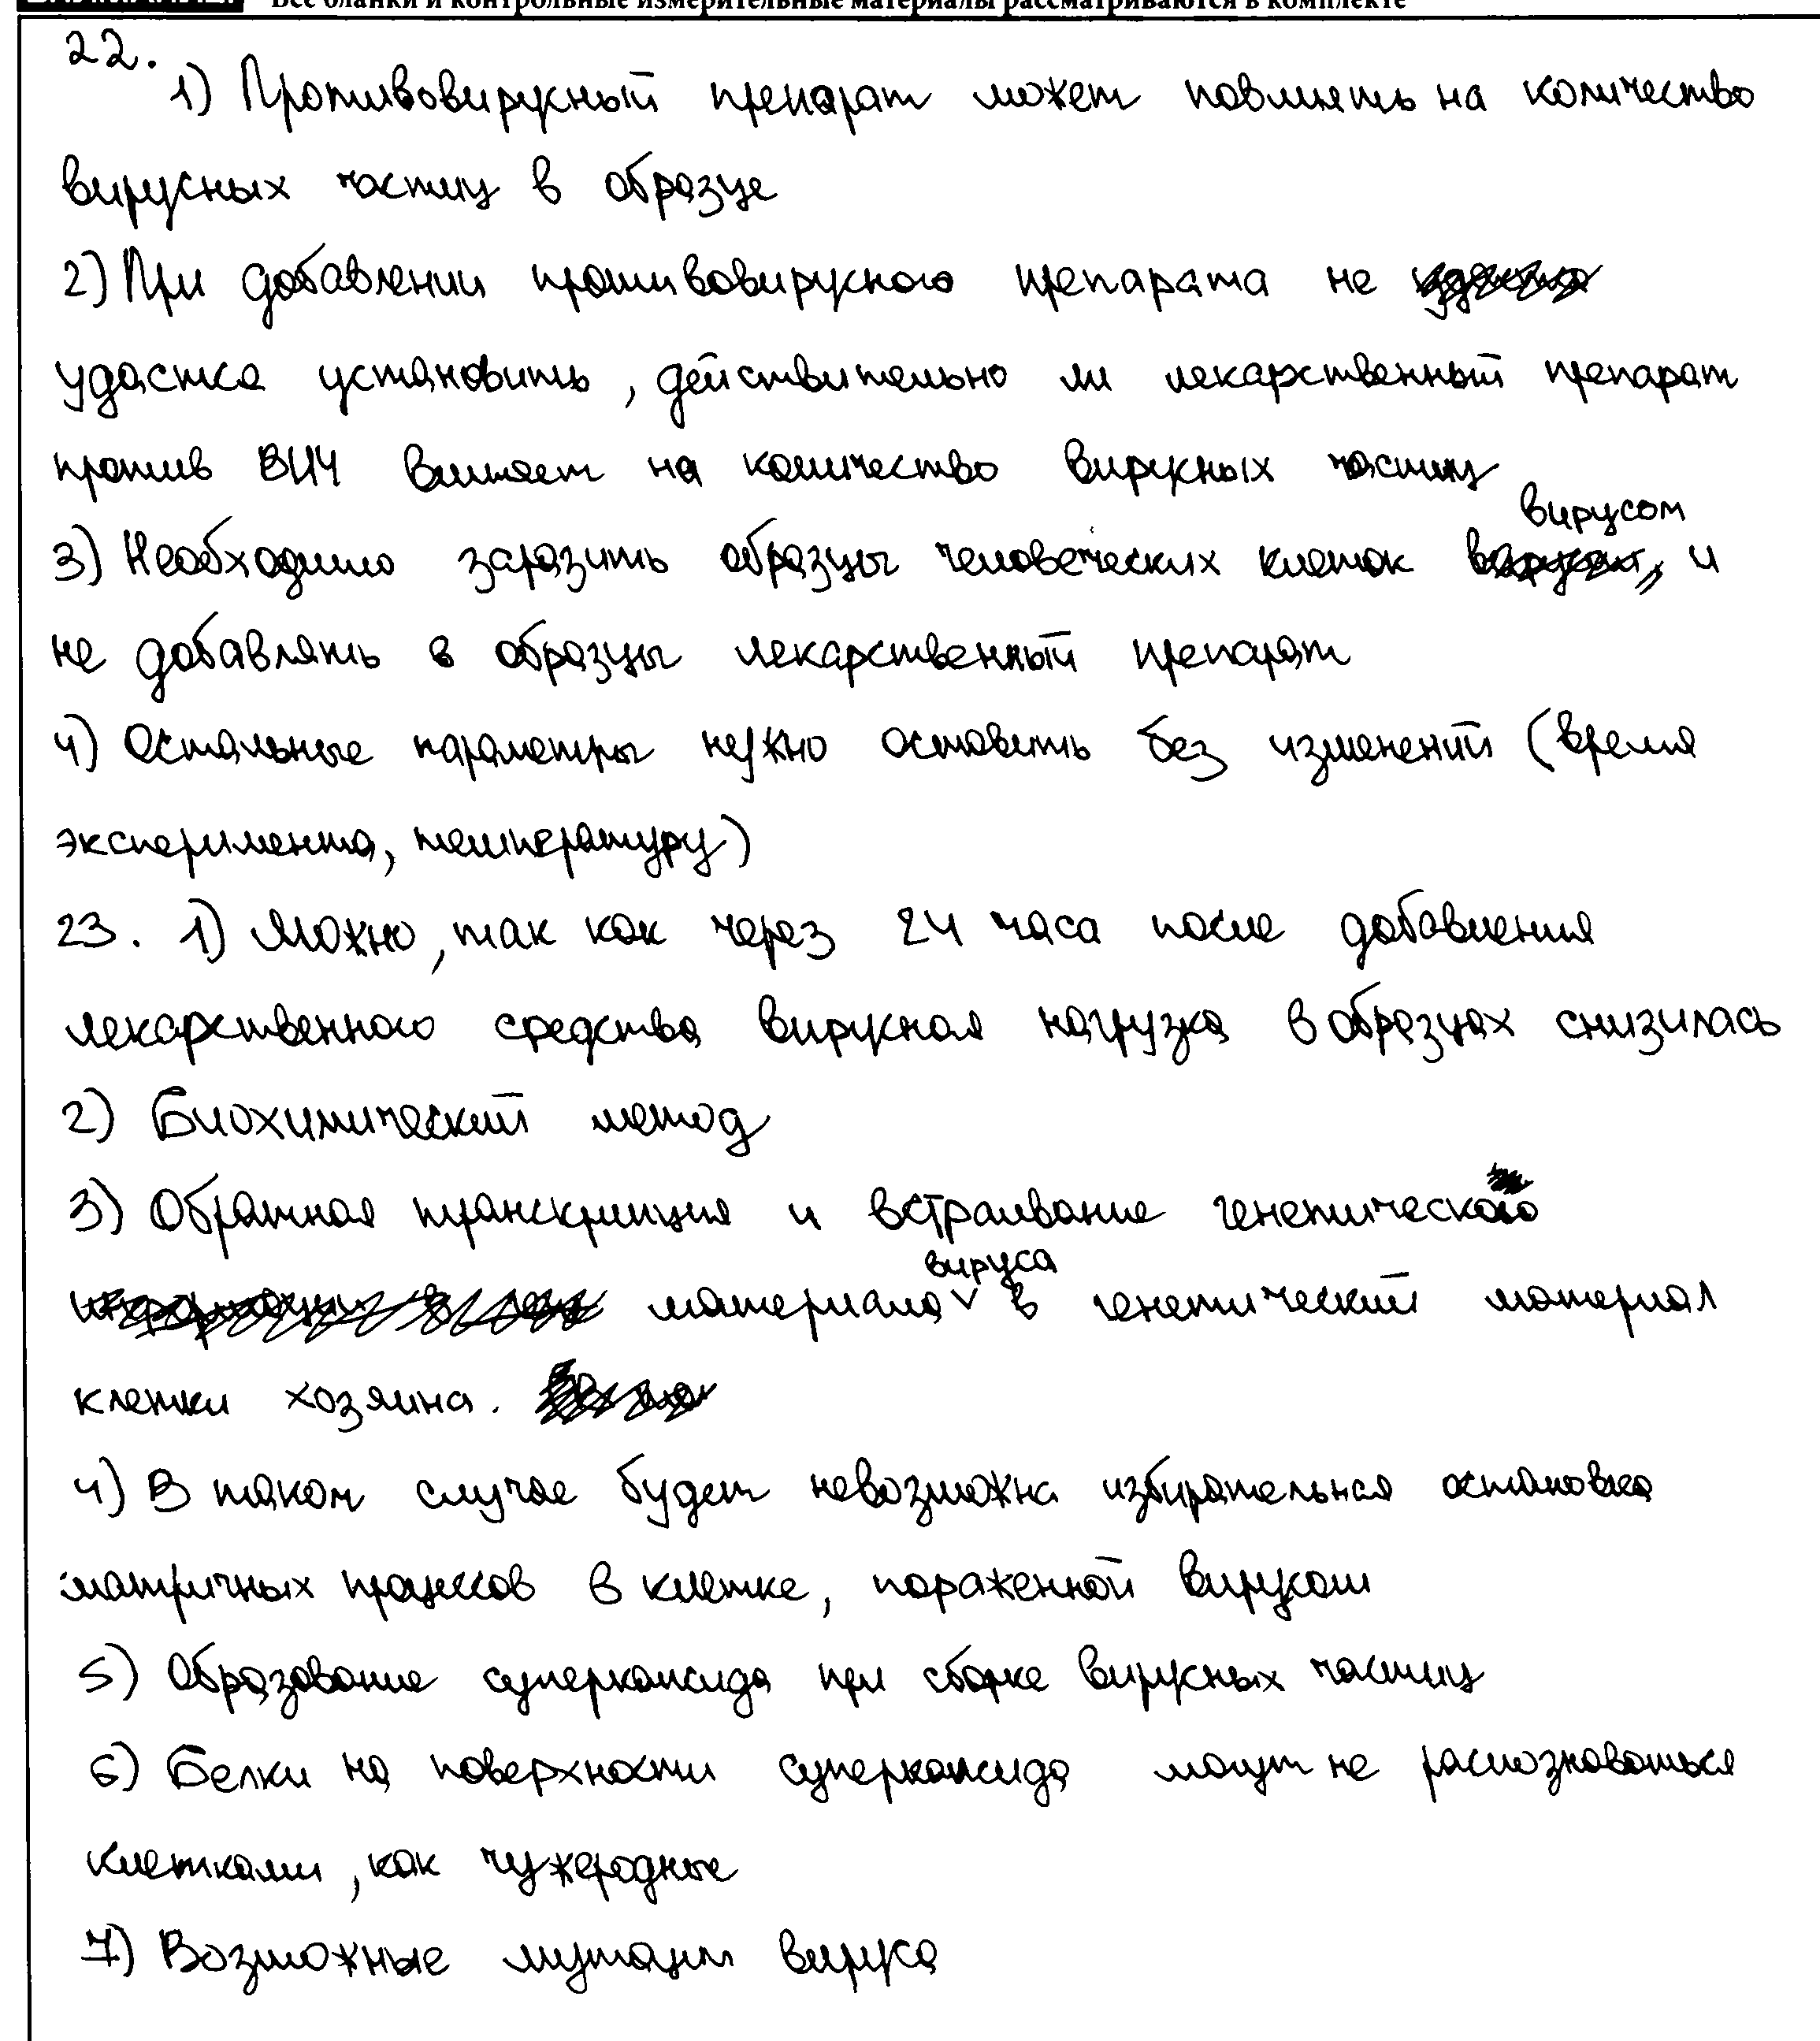 Все бланки и контрольные измерительные материалы рассматриваются в комплекте
22.
1) Противовирусный препарат может повлиять на количество
вирусных частиц в образце
2) При добавлении противовирусного препарата не
удастся установить, действительно ли лекарственный препарат
против ВИЧ влияет на количество вирусных частиц
3) Необходимо заразить образцы человеческих клеток вирусом и
не добавлять в образцы лекарственный препарат
4) Остальные параметры нужно оставить без изменений (время
эксперимента, температуру)
23. 1) Можно, так как через 24 часа после добавления
лекарственного средства вирусная нагрузка в образцах снизилась
2) Биохимический метод
3) Обратная транскрипция и встраивание генетического
материала вируса в генетический материал
клетки хозяина.
4) В таком случае будет невозможна избирательная остановка
матричных процессов в клетке, пораженной вирусом
5) Образование суперкапсида при сборке вирусных частиц
6) Белки на поверхности суперкапсида могут не распознаваться
клетками, как чужеродные
7) Возможные мутации вируса